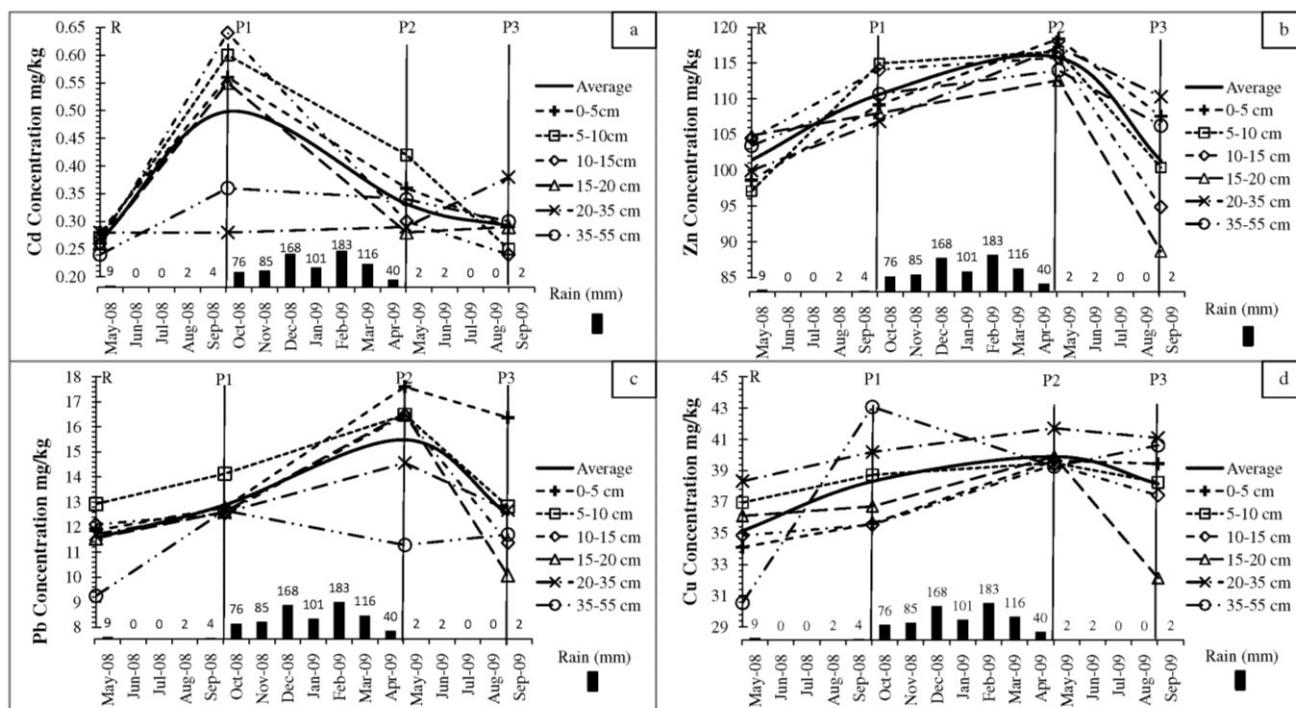 R P1 P2 P3
a
Cd Concentration mg/kg
0.65
0.60
0.55
0.50
0.45
0.40
0.35
0.30
0.25
0.20
9 0 0 2 4 76 85 168 101 183 116 40 2 2 0 0 2
May-08 Jun-08 Jul-08 Aug-08 Sep-08 Oct-08 Nov-08 Dec-08 Jan-09 Feb-09 Mar-09 Apr-09 May-09 Jun-09 Jul-09 Aug-09 Sep-09
Average
0-5cm
5-10cm
10-15cm
15-20 cm
20-35 cm
35-55 cm
Rain (mm)
R P1 P2 P3
b
Zn Concentration mg/kg
120
115
110
105
100
95
90
85
9 0 0 2 4 76 85 168 101 183 116 40 2 2 0 0 2
May-08 Jun-08 Jul-08 Aug-08 Sep-08 Oct-08 Nov-08 Dec-08 Jan-09 Feb-09 Mar-09 Apr-09 May-09 Jun-09 Jul-09 Aug-09 Sep-09
Average
0-5 cm
5-10 cm
10-15 cm
15-20 cm
20-35 cm
35-55 cm
Rain (mm)
R P1 P2 P3
c
Pb Concentration mg/kg
18
17
16
15
14
13
12
11
10
9
8
9 0 0 2 4 76 85 168 101 183 116 40 2 2 0 0 2
May-08 Jun-08 Jul-08 Aug-08 Sep-08 Oct-08 Nov-08 Dec-08 Jan-09 Feb-09 Mar-09 Apr-09 May-09 Jun-09 Jul-09 Aug-09 Sep-09
Average
0-5 cm
5-10 cm
10-15 cm
15-20 cm
20-35 cm
35-55 cm
Rain (mm)
R P1 P2 P3
d
Cu Concentration mg/kg
45
43
41
39
37
35
33
31
29
9 0 0 2 4 76 85 168 101 183 116 40 2 2 0 0 2
May-08 Jun-08 Jul-08 Aug-08 Sep-08 Oct-08 Nov-08 Dec-08 Jan-09 Feb-09 Mar-09 Apr-09 May-09 Jun-09 Jul-09 Aug-09 Sep-09
Average
0-5 cm
5-10 cm
10-15 cm
15-20 cm
20-35 cm
35-55 cm
Rain (mm)